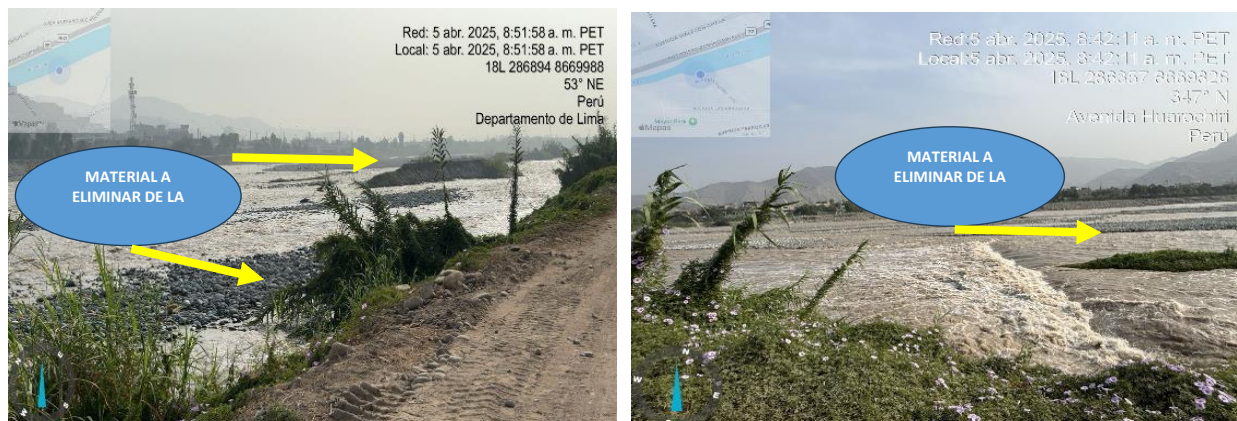 Red: 5 abr. 2025, 8:51:58 a. m. PET
Local: 5 abr. 2025, 8:51:58 a. m. PET
18L 286894 8669988
53° NE
Perú
Departamento de Lima
MATERIAL A
ELIMINAR DE LA
Mapas
Red:5 abr. 2025, 8:42:11 a. m. PET
Local:5 abr. 2025, 8:42:11 a. m. PET
347° N
Avenida Huarochiri
Perú
MATERIAL A
ELIMINAR DE LA
Mapas